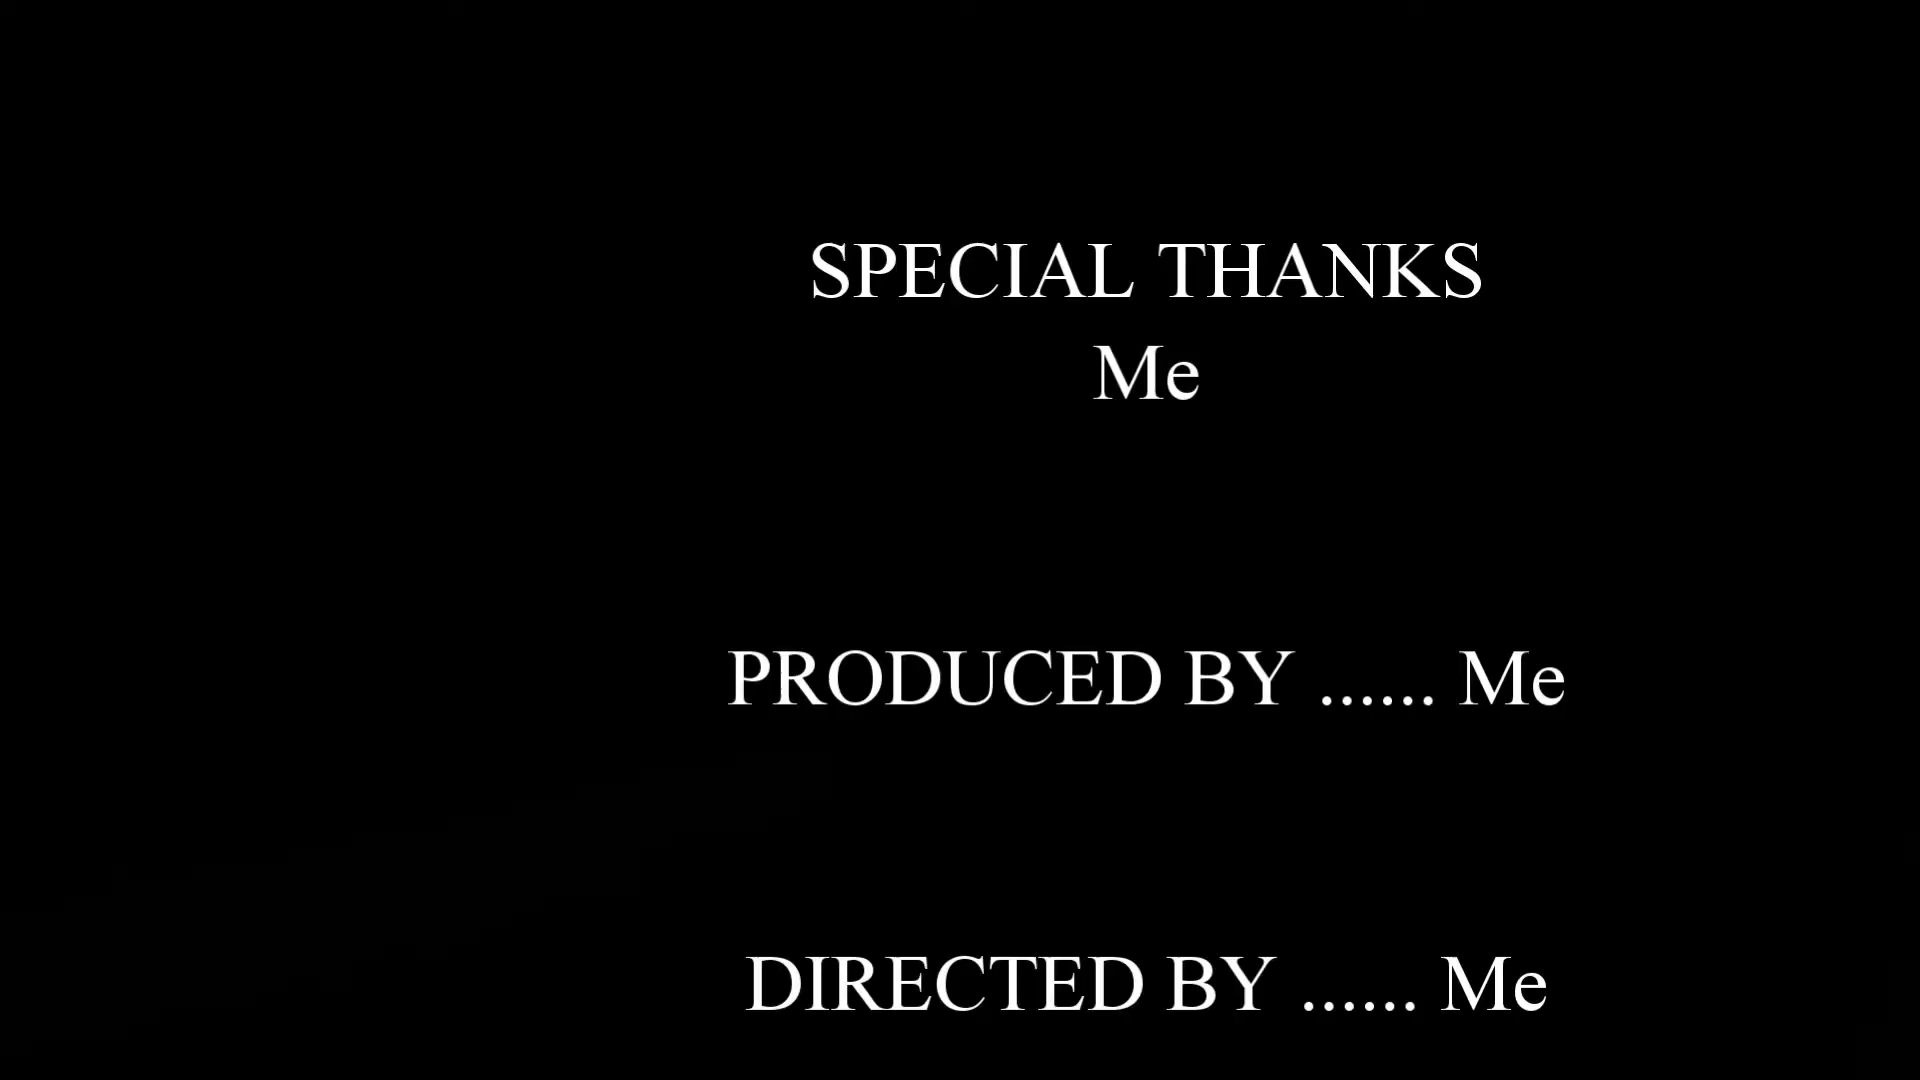 SPECIAL THANKS
Me
PRODUCED BY ...... Me
DIRECTED BY ...... Me